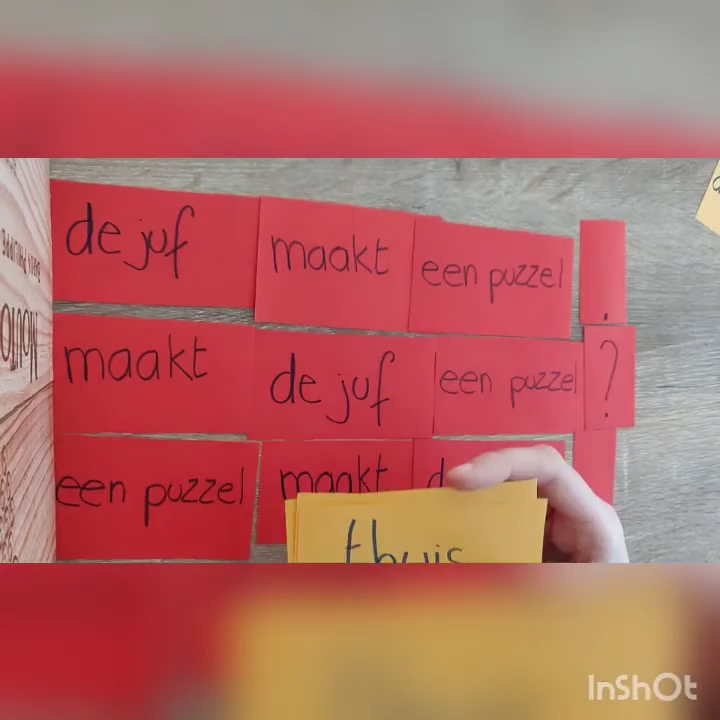 de juf maakt een puzzel .
maakt de juf een puzzel ?
een puzzel maakt
thuis
InShOt